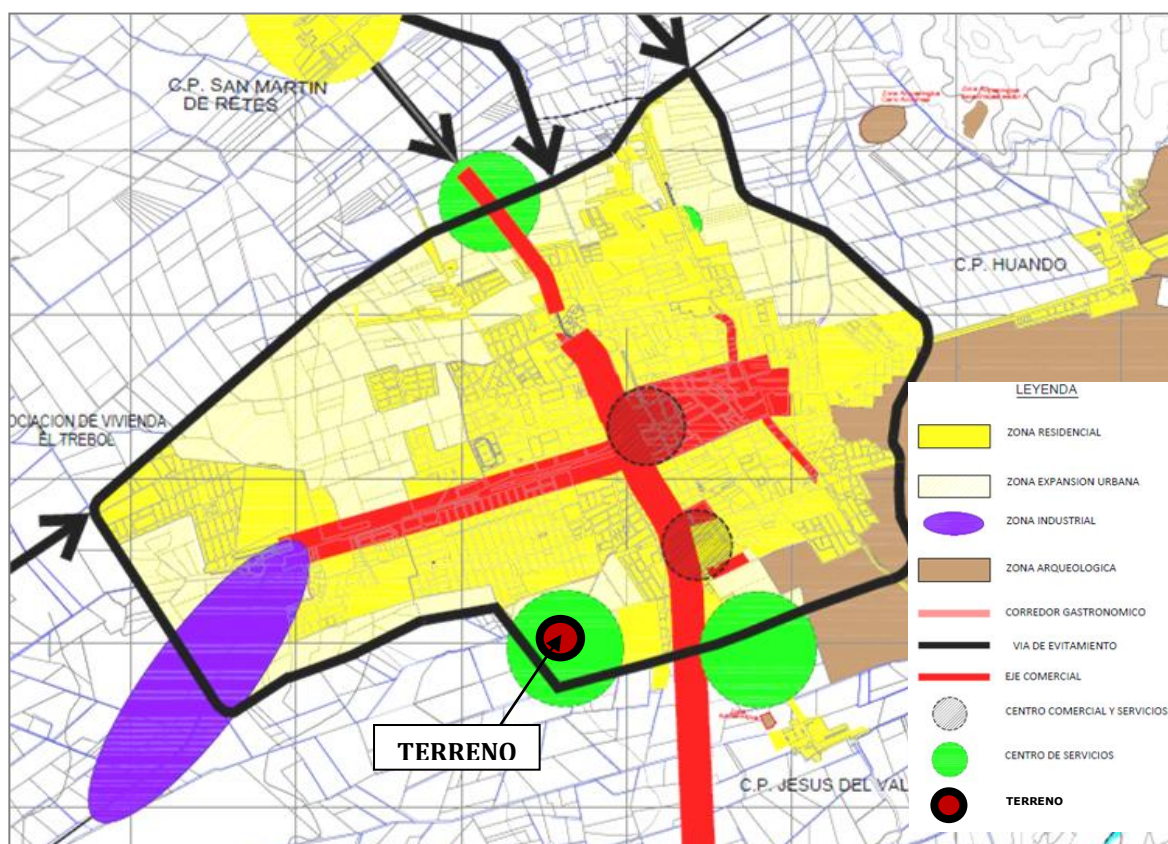 C.P. SAN MARTIN
DE RETES
C.P. HUANDO
OCIACION DE VIVIENDA
EL TREBOL
TERRENO
C.P. JESUS DEL VAL
LEYENDA
ZONA RESIDENCIAL
ZONA EXPANSION URBANA
ZONA INDUSTRIAL
ZONA ARQUEOLOGICA
CORREDOR GASTRONOMICO
VIA DE EVITAMIENTO
EJE COMERCIAL
CENTRO COMERCIAL Y SERVICIOS
CENTRO DE SERVICIOS
TERRENO